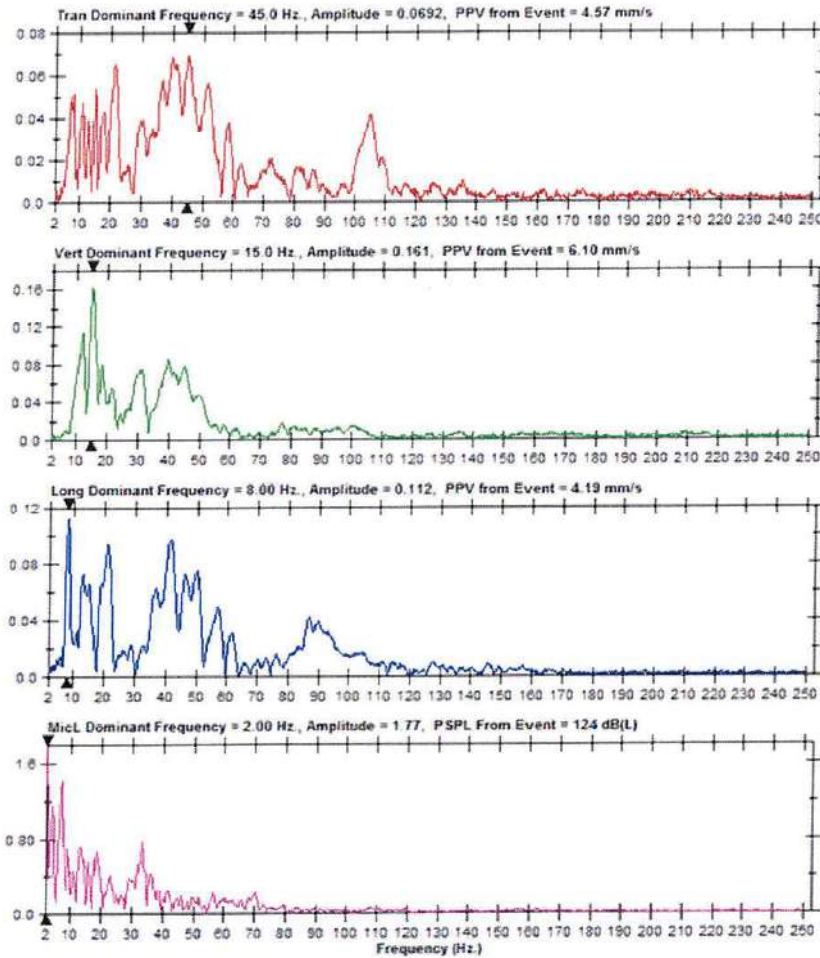 Tran Dominant Frequency = 45.0 Hz., Amplitude = 0.0692, PPV from Event = 4.57 mm/s
0.08
0.06
0.04
0.02
0.0
2 10 20 30 40 50 60 70 80 90 100 110 120 130 140 150 160 170 180 190 200 210 220 230 240 250
Vert Dominant Frequency = 15.0 Hz., Amplitude = 0.161, PPV from Event = 6.10 mm/s
0.16
0.12
0.08
0.04
0.0
2 10 20 30 40 50 60 70 80 90 100 110 120 130 140 150 160 170 180 190 200 210 220 230 240 250
Long Dominant Frequency = 8.00 Hz., Amplitude = 0.112, PPV from Event = 4.19 mm/s
0.12
0.08
0.04
0.0
2 10 20 30 40 50 60 70 80 90 100 110 120 130 140 150 160 170 180 190 200 210 220 230 240 250
MicL Dominant Frequency = 2.00 Hz., Amplitude = 1.77, PSPL From Event = 124 dB(L)
1.6
0.80
0.0
2 10 20 30 40 50 60 70 80 90 100 110 120 130 140 150 160 170 180 190 200 210 220 230 240 250
Frequency (Hz.)